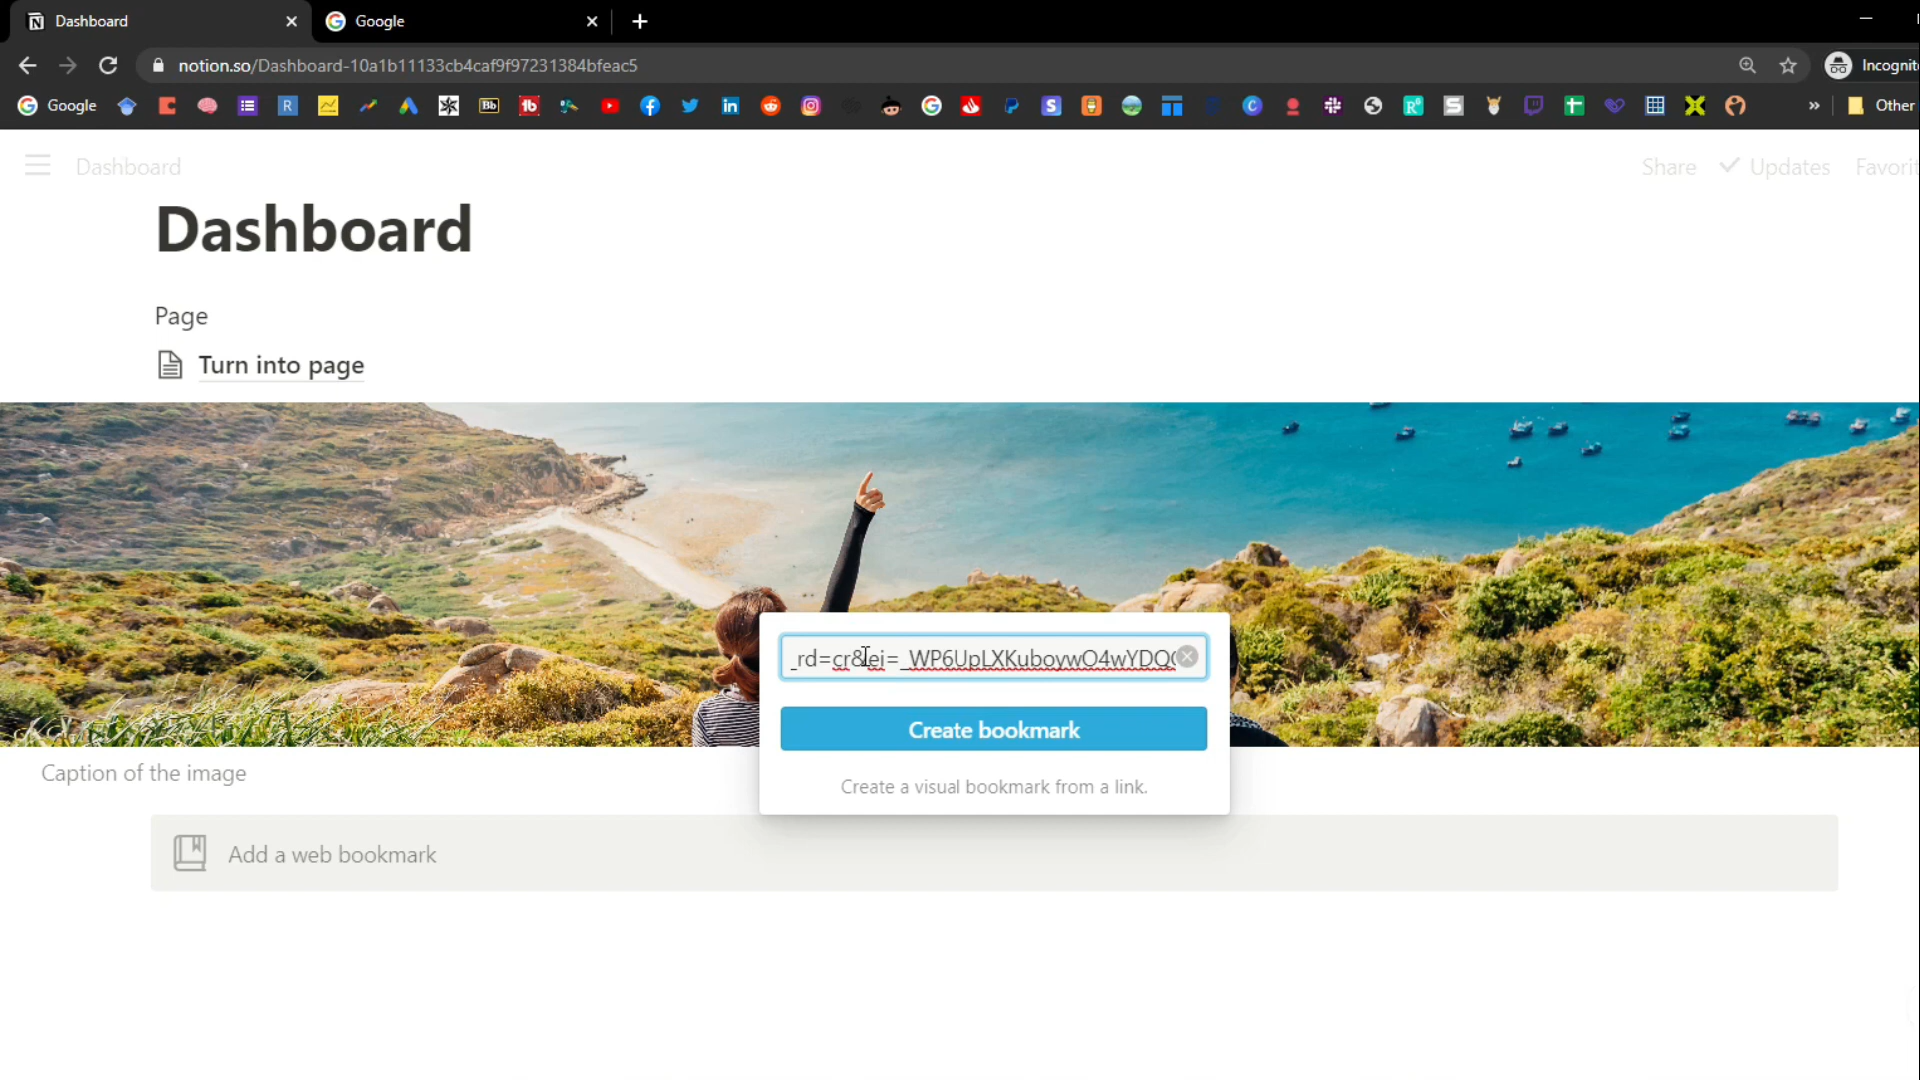 Dashboard
Google
notion.so/Dashboard-10a1b11133cb4caf9f97231384bfeac5
Google
Bb
Other
Dashboard
Share
Updates
Dashboard
Page
Turn into page
_rd=cr&ei=_WP6UpLXKuboywO4wYDQ
Create bookmark
Create a visual bookmark from a link.
Caption of the image
Add a web bookmark